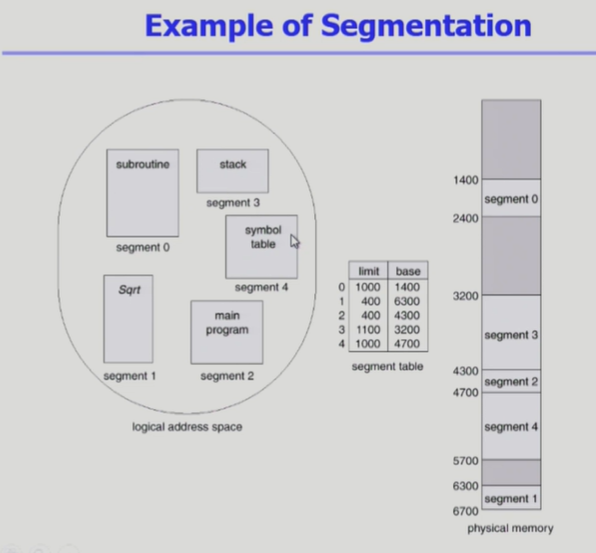 Example of Segmentation
subroutine
segment 0
stack
segment 3
symbol
table
segment 4
Sqrt
segment 1
main
program
segment 2
logical address space
limit base
0 1000 1400
1 400 6300
2 400 4300
3 1100 3200
4 1000 4700
segment table
1400
segment 0
2400
3200
segment 3
4300
segment 2
4700
segment 4
5700
6300
segment 1
6700
physical memory